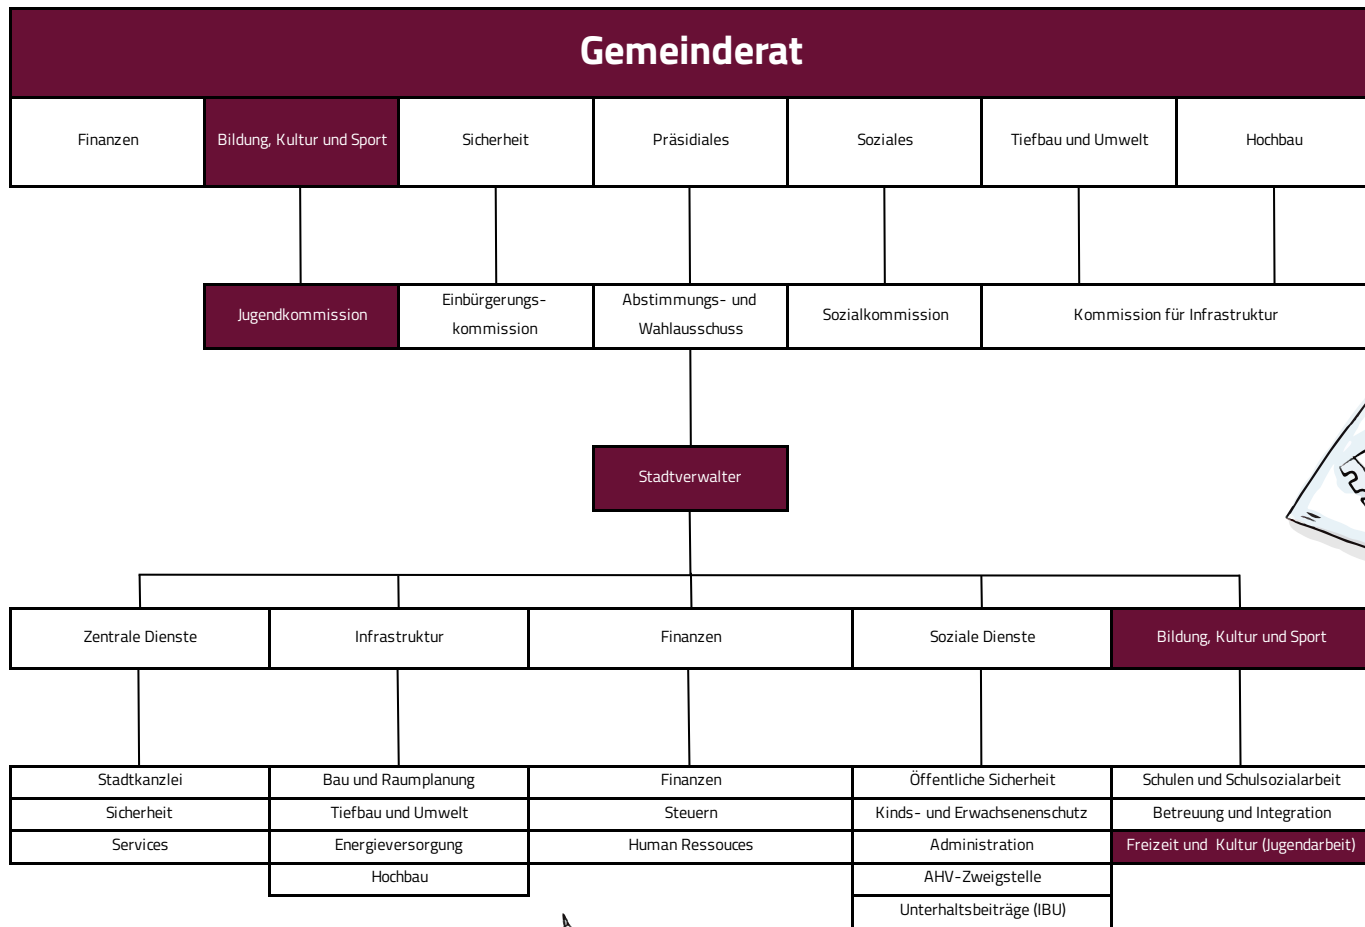 Gemeinderat
Finanzen
Bildung, Kultur und Sport
Sicherheit
Präsidiales
Soziales
Tiefbau und Umwelt
Hochbau
Jugendkommission
Einbürgerungs-
kommission
Abstimmungs- und
Wahlausschuss
Sozialkommission
Kommission für Infrastruktur
Stadtverwalter
Zentrale Dienste
Infrastruktur
Finanzen
Soziale Dienste
Bildung, Kultur und Sport
Stadtkanzlei
Sicherheit
Services
Bau und Raumplanung
Tiefbau und Umwelt
Energieversorgung
Hochbau
Finanzen
Steuern
Human Ressouces
Öffentliche Sicherheit
Kinds- und Erwachsenenschutz
Administration
AHV-Zweigstelle
Unterhaltsbeiträge (IBU)
Schulen und Schulsozialarbeit
Betreuung und Integration
Freizeit und Kultur (Jugendarbeit)